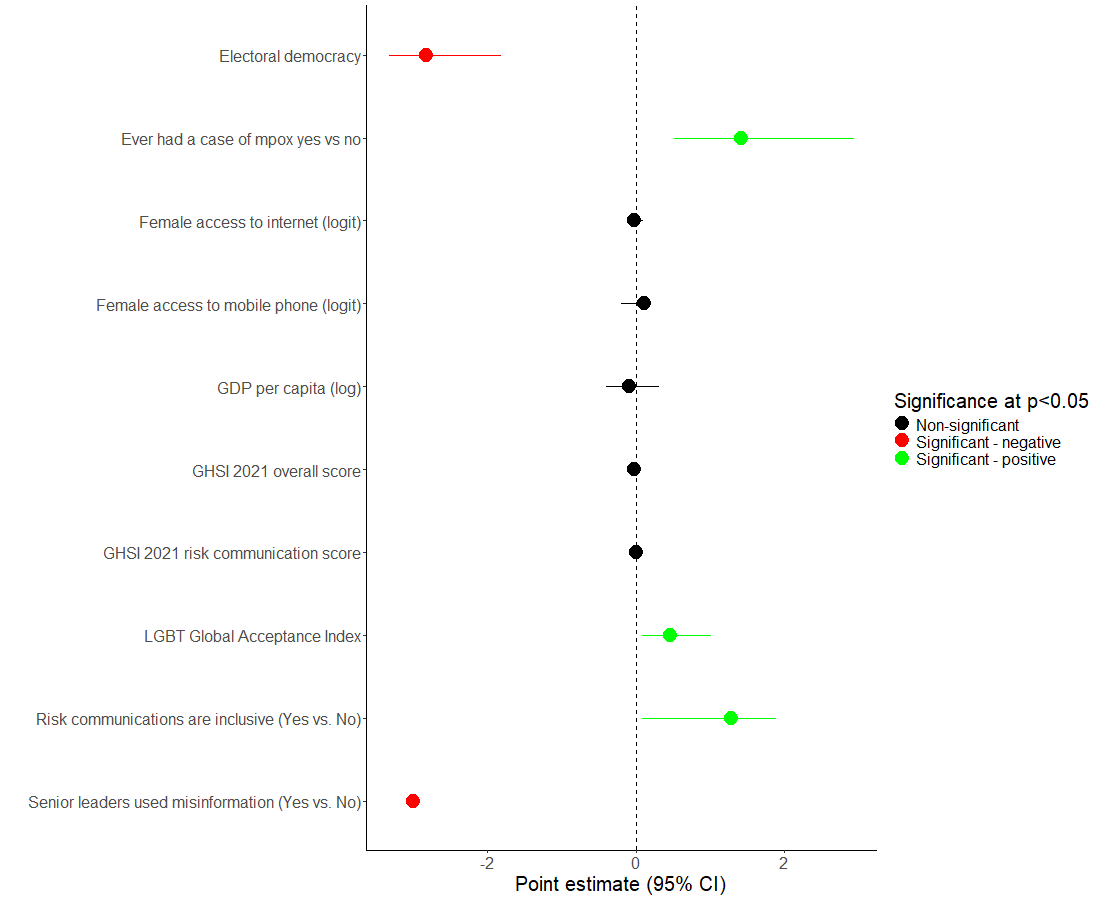 Electoral democracy
Ever had a case of mpox yes vs no
Female access to internet (logit)
Female access to mobile phone (logit)
GDP per capita (log)
GHSI 2021 overall score
GHSI 2021 risk communication score
LGBT Global Acceptance Index
Risk communications are inclusive (Yes vs. No)
Senior leaders used misinformation (Yes vs. No)
-2 0 2
Point estimate (95% CI)
Significance at p<0.05
Non-significant
Significant - negative
Significant - positive